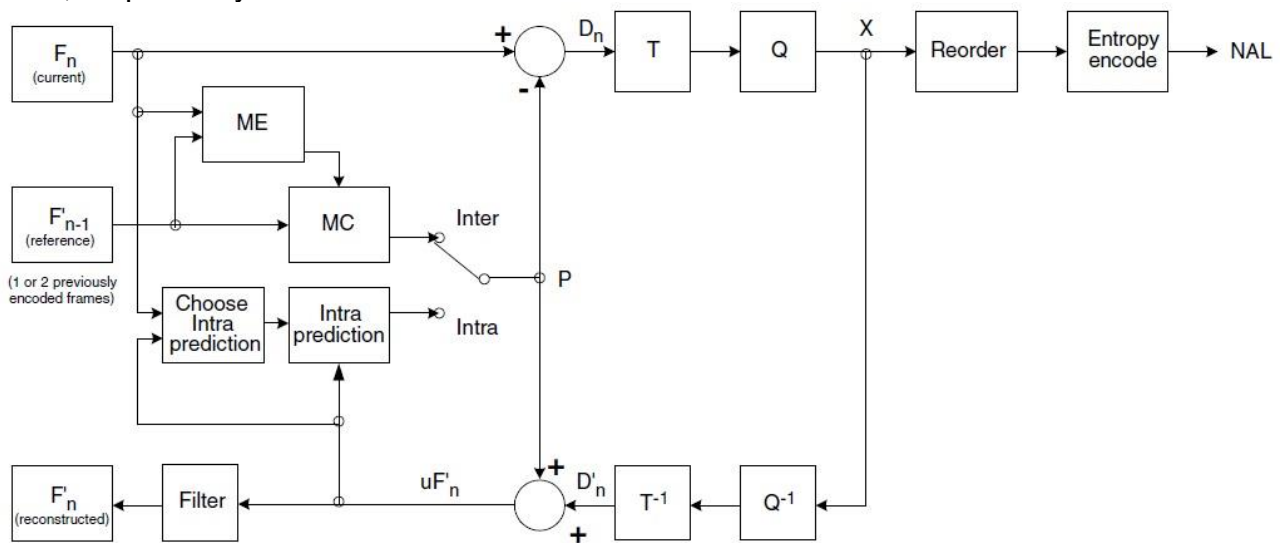 Fn
(current)
+
-
Dn
T
Q
X
Reorder
Entropy
encode
NAL
ME
F'n-1
(reference)
(1 or 2 previously
encoded frames)
MC
Inter
P
Choose
Intra
prediction
Intra
prediction
Intra
F'n
(reconstructed)
Filter
uF'n
+
+
D'n
T-1
Q-1